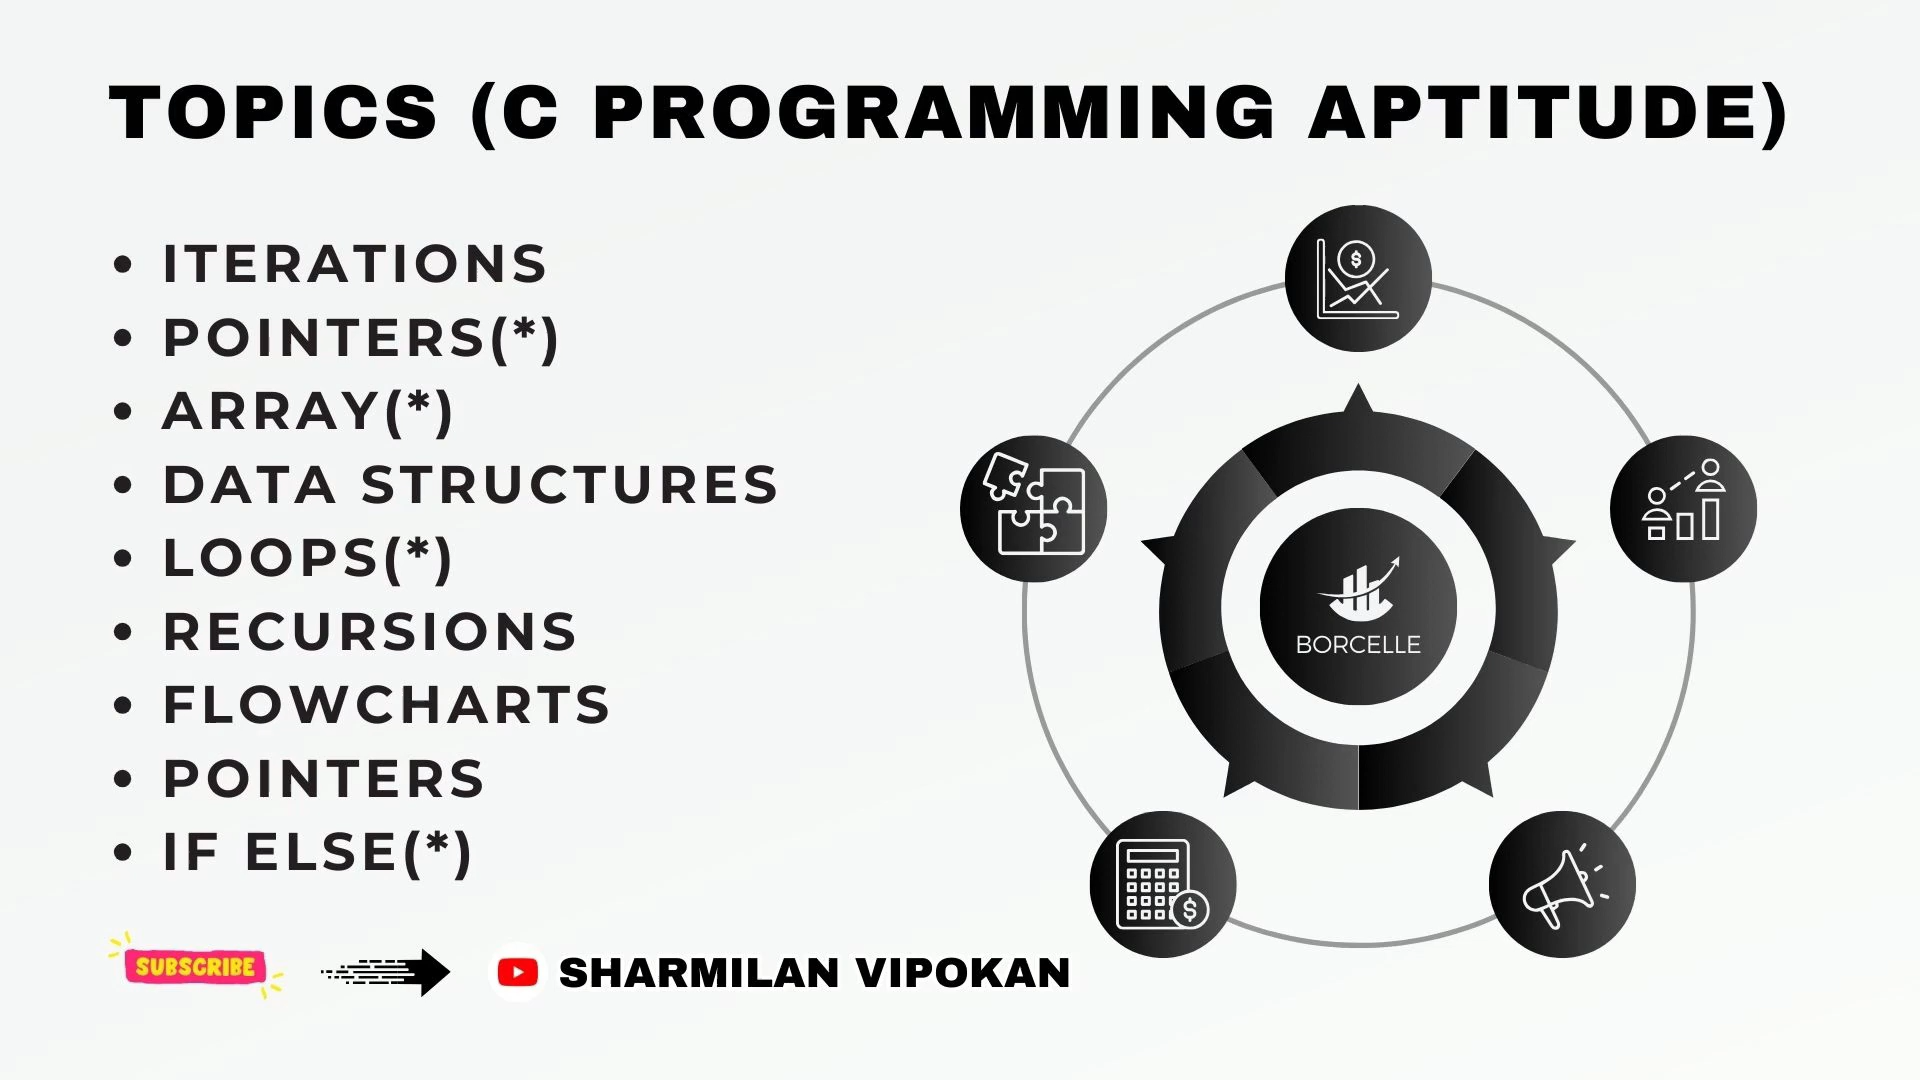 TOPICS (C PROGRAMMING APTITUDE)
• ITERATIONS
• POINTERS(*)
• ARRAY(*)
• DATA STRUCTURES
• LOOPS(*)
• RECURSIONS
• FLOWCHARTS
• POINTERS
• IF ELSE(*)
$
BORCELLE
$
SUBSCRIBE
SHARMILAN VIPOKAN